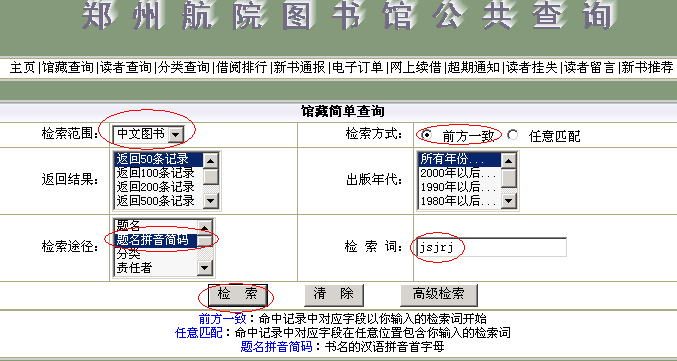 郑州航院图书馆公共查询
主页|馆藏查询|读者查询|分类查询|借阅排行|新书通报|电子订单|网上续借|超期通知|读者挂失|读者留言|新书推荐
馆藏简单查询
检索范围： 中文图书 检索方式： 前方一致 任意匹配
返回结果： 返回50条记录 出版年代： 所有年份...
返回100条记录 2000年以后...
返回200条记录 1990年以后...
返回500条记录 1980年以后...
检索途径： 题名 检 索 词： jsjrj
题名拼音简码
分类
责任者
检 索 清 除 高级检索
前方一致：命中记录中对应字段以你输入的检索词开始
任意匹配：命中记录中对应字段在任意位置包含你输入的检索词
题名拼音简码：书名的汉语拼音首字母